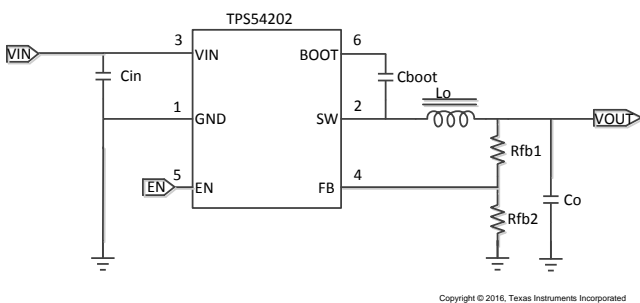 TPS54202
VIN
3
VIN
BOOT
6
Cin
Cboot
Lo
1
GND
SW
2
VOUT
Rfb1
EN
5
EN
FB
4
Rfb2
Co
Copyright © 2016, Texas Instruments Incorporated